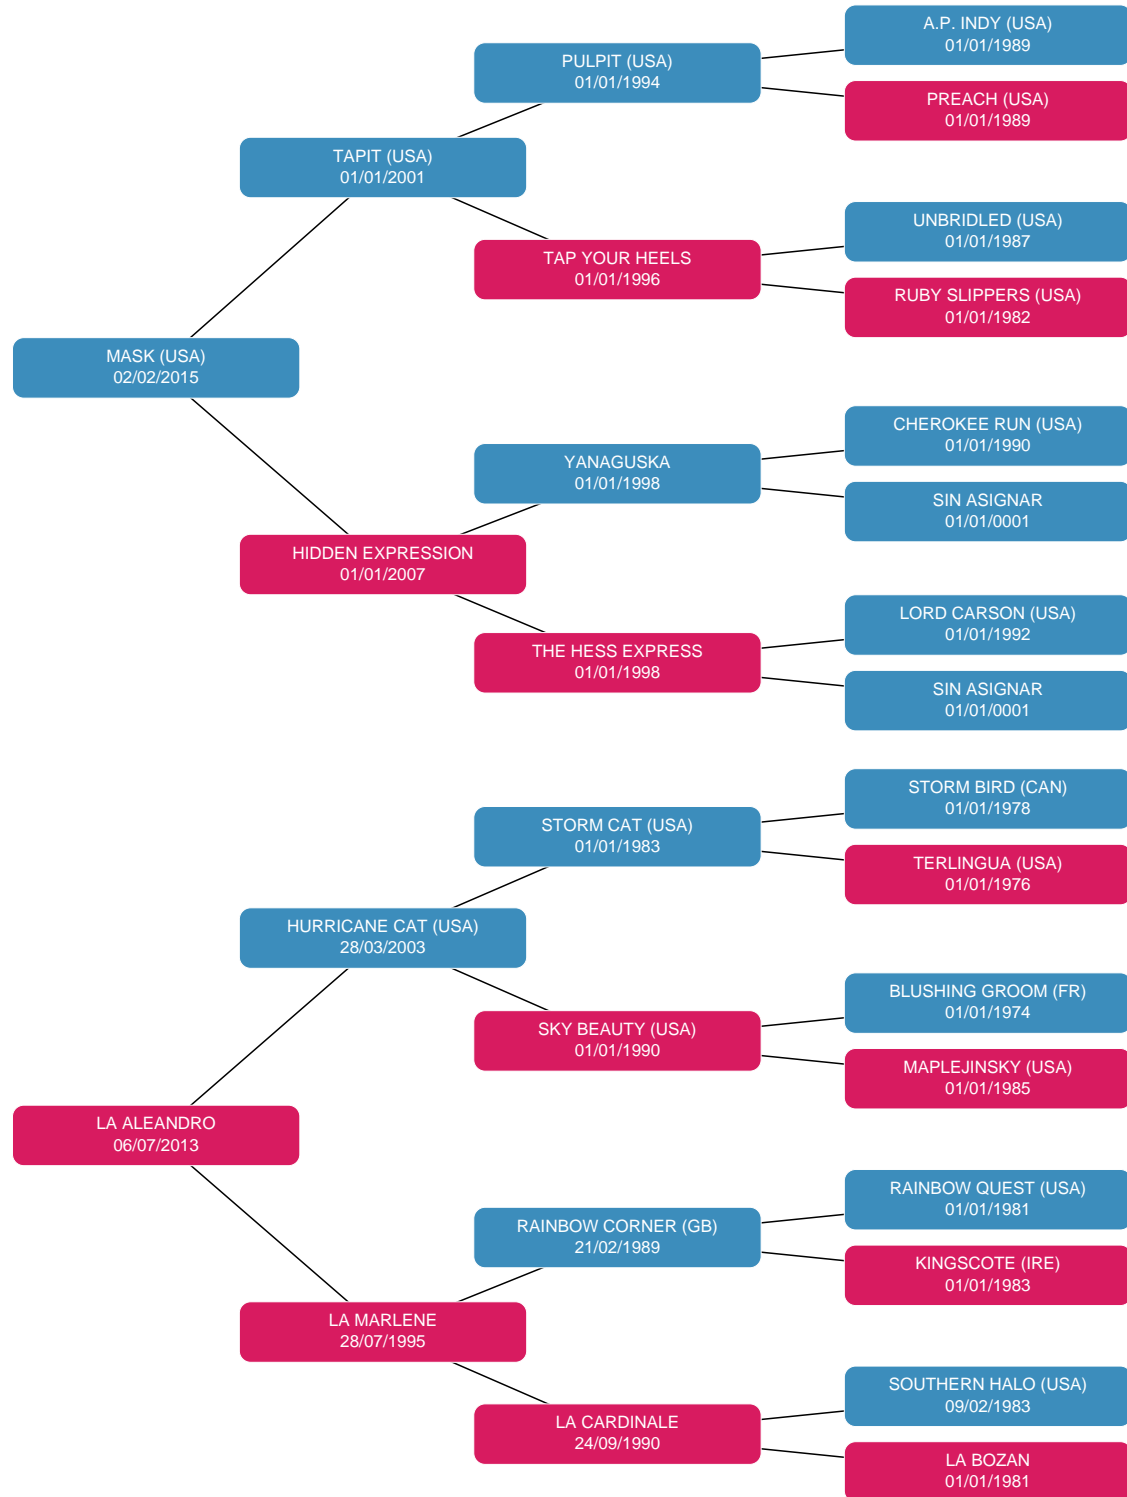 A.P. INDY (USA)
01/01/1989
PULPIT (USA)
01/01/1994
PREACH (USA)
01/01/1989
TAPIT (USA)
01/01/2001
UNBRIDLED (USA)
01/01/1987
TAP YOUR HEELS
01/01/1996
RUBY SLIPPERS (USA)
01/01/1982
MASK (USA)
02/02/2015
CHEROKEE RUN (USA)
01/01/1990
YANAGUSKA
01/01/1998
SIN ASIGNAR
01/01/0001
HIDDEN EXPRESSION
01/01/2007
LORD CARSON (USA)
01/01/1992
THE HESS EXPRESS
01/01/1998
SIN ASIGNAR
01/01/0001
STORM BIRD (CAN)
01/01/1978
STORM CAT (USA)
01/01/1983
TERLINGUA (USA)
01/01/1976
HURRICANE CAT (USA)
28/03/2003
BLUSHING GROOM (FR)
01/01/1974
SKY BEAUTY (USA)
01/01/1990
MAPLEJINSKY (USA)
01/01/1985
LA ALEANDRO
06/07/2013
RAINBOW QUEST (USA)
01/01/1981
RAINBOW CORNER (GB)
21/02/1989
KINGSCOTE (IRE)
01/01/1983
LA MARLENE
28/07/1995
SOUTHERN HALO (USA)
09/02/1983
LA CARDINALE
24/09/1990
LA BOZAN
01/01/1981